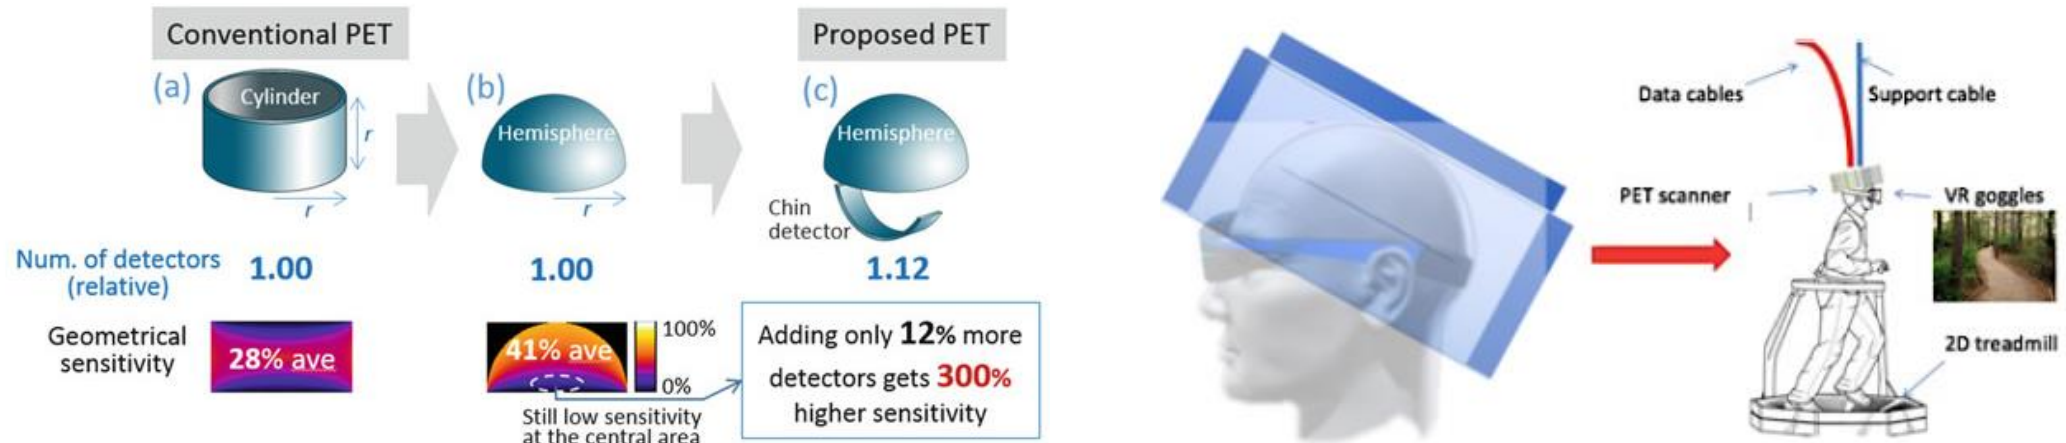 Conventional PET
Proposed PET
(a)
Cylinder
r
r
(b)
Hemisphere
r
(c)
Hemisphere
Chin
detector
Num. of detectors
(relative)
1.00
1.00
1.12
Geometrical
sensitivity
28% ave
41% ave
100%
0%
Still low sensitivity
at the central area
Adding only 12% more
detectors gets 300%
higher sensitivity
Data cables
Support cable
PET scanner
VR goggles
2D treadmill